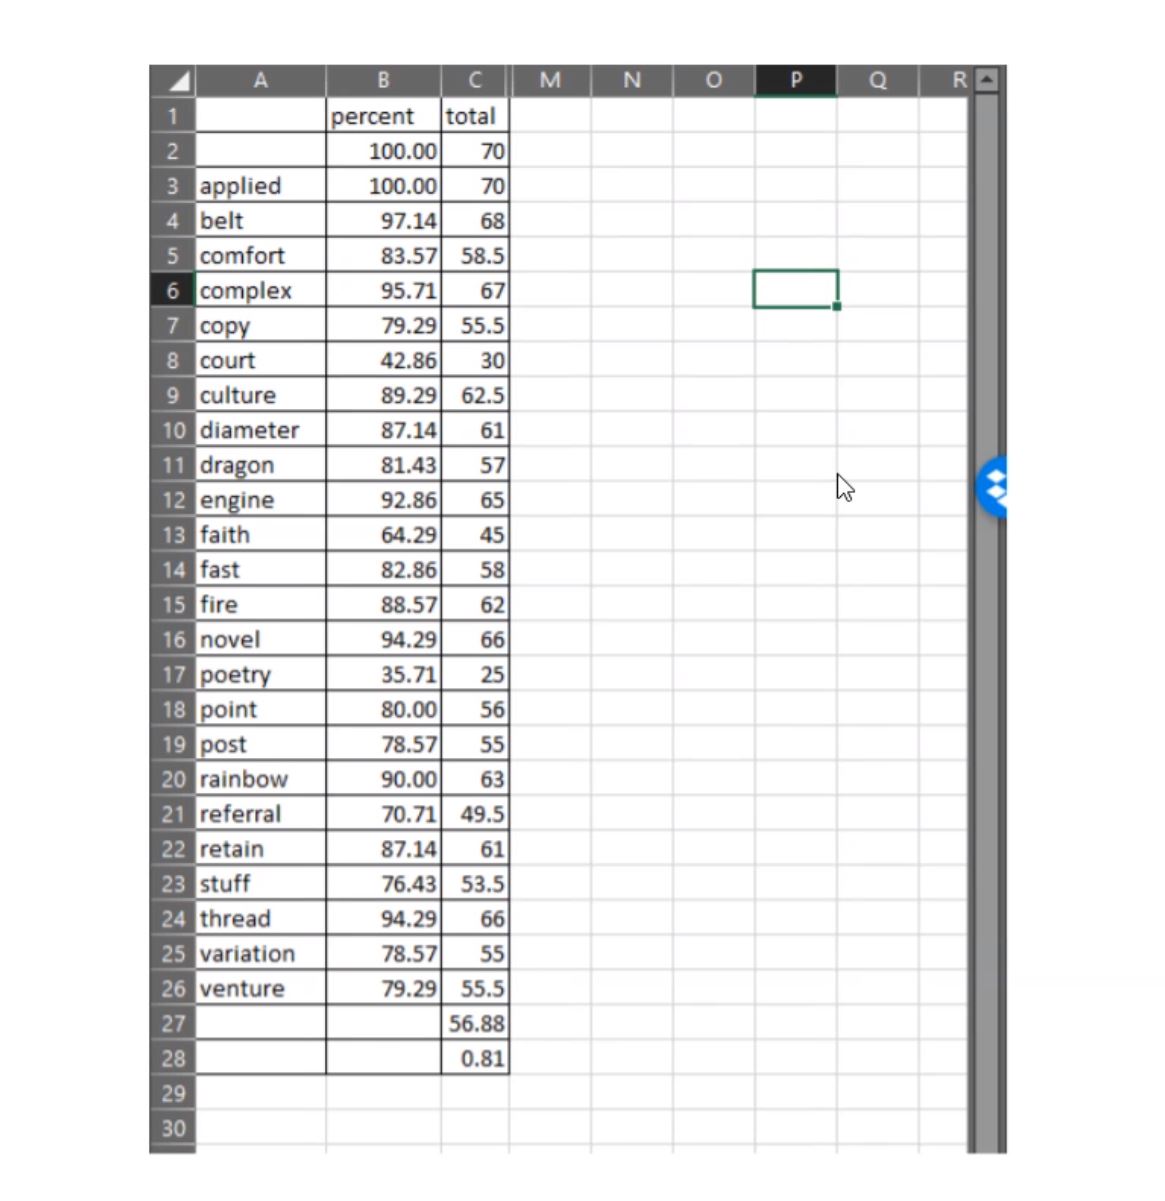 A B C M N O P Q R
1 percent total
2 100.00 70
3 applied 100.00 70
4 belt 97.14 68
5 comfort 83.57 58.5
6 complex 95.71 67
7 copy 79.29 55.5
8 court 42.86 30
9 culture 89.29 62.5
10 diameter 87.14 61
11 dragon 81.43 57
12 engine 92.86 65
13 faith 64.29 45
14 fast 82.86 58
15 fire 88.57 62
16 novel 94.29 66
17 poetry 35.71 25
18 point 80.00 56
19 post 78.57 55
20 rainbow 90.00 63
21 referral 70.71 49.5
22 retain 87.14 61
23 stuff 76.43 53.5
24 thread 94.29 66
25 variation 78.57 55
26 venture 79.29 55.5
27 56.88
28 0.81
29
30